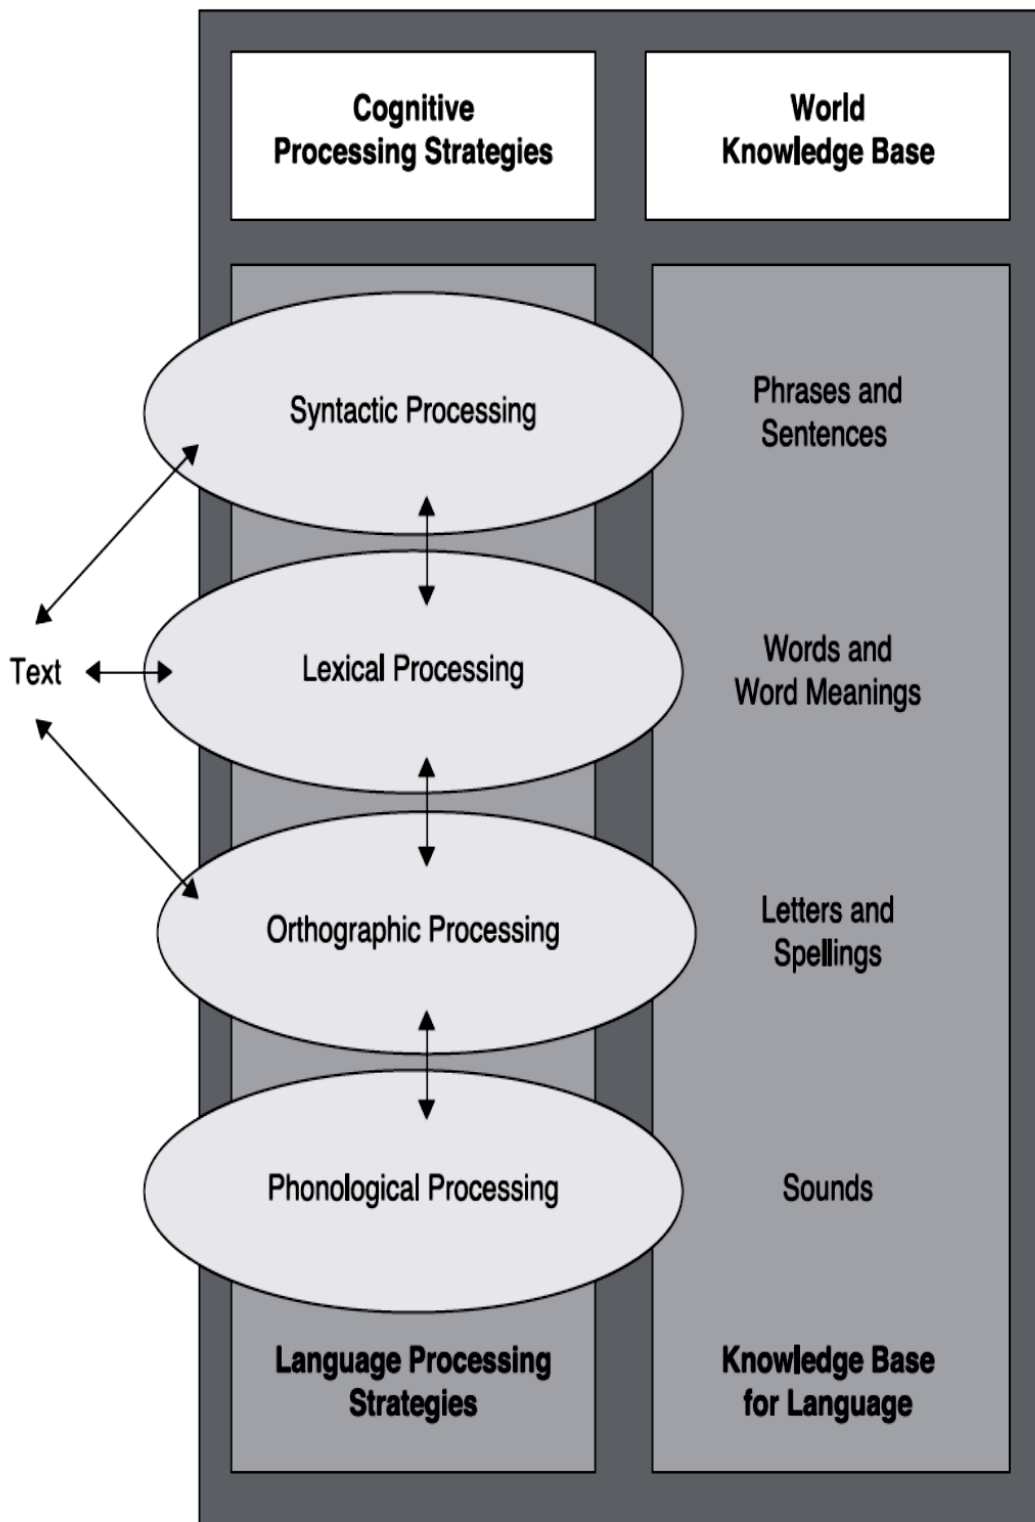 Cognitive
Processing Strategies
World
Knowledge Base
Syntactic Processing
Phrases and
Sentences
Text
Lexical Processing
Words and
Word Meanings
Orthographic Processing
Letters and
Spellings
Phonological Processing
Sounds
Language Processing
Strategies
Knowledge Base
for Language